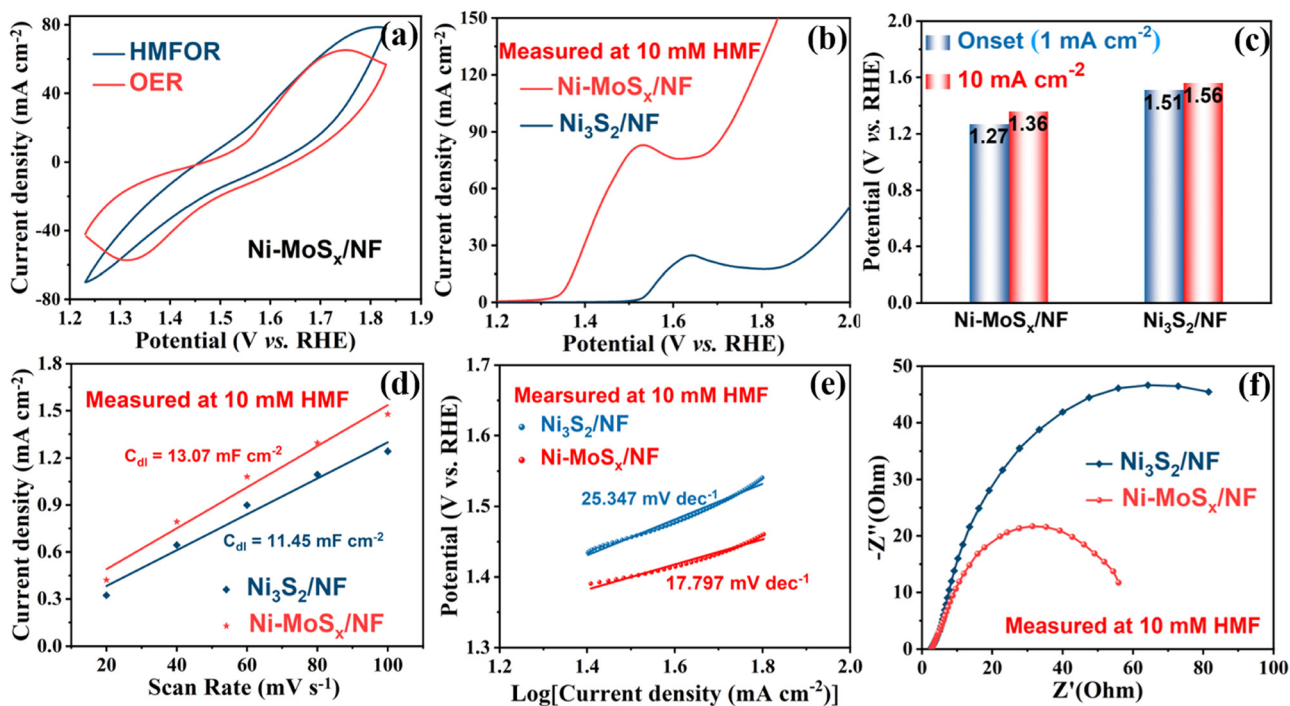 (a)
HMFOR
OER
Ni-MoSx/NF
Current density (mA cm-2)
80
40
0
-40
-80
1.2 1.3 1.4 1.5 1.6 1.7 1.8 1.9
Potential (V vs. RHE)
(b)
Measured at 10 mM HMF
Ni-MoSx/NF
Ni3S2/NF
Current density (mA cm-2)
150
120
90
60
30
0
1.2 1.4 1.6 1.8 2.0
Potential (V vs. RHE)
(c)
Onset (1 mA cm-2)
10 mA cm-2
1.27
1.36
1.51
1.56
Potential (V vs. RHE)
2.0
1.6
1.2
0.8
0.4
0.0
Ni-MoSx/NF Ni3S2/NF
(d)
Measured at 10 mM HMF
Cdl = 13.07 mF cm-2
Cdl = 11.45 mF cm-2
Ni3S2/NF
Ni-MoSx/NF
Current density (mA cm-2)
1.8
1.5
1.2
0.9
0.6
0.3
0.0
20 40 60 80 100
Scan Rate (mV s-1)
(e)
Mearsured at 10 mM HMF
Ni3S2/NF
Ni-MoSx/NF
25.347 mV dec-1
17.797 mV dec-1
Potential (V vs. RHE)
1.7
1.6
1.5
1.4
1.3
1.2 1.4 1.6 1.8 2.0
Log[Current density (mA cm-2)]
(f)
Ni3S2/NF
Ni-MoSx/NF
Measured at 10 mM HMF
-Z''(Ohm)
50
40
30
20
10
0
0 20 40 60 80 100
Z'(Ohm)